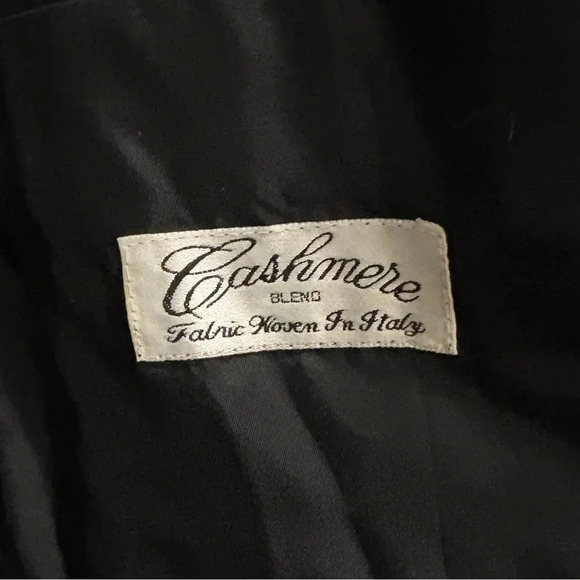 Cashmere
BLEND
Fabric Woven In Italy